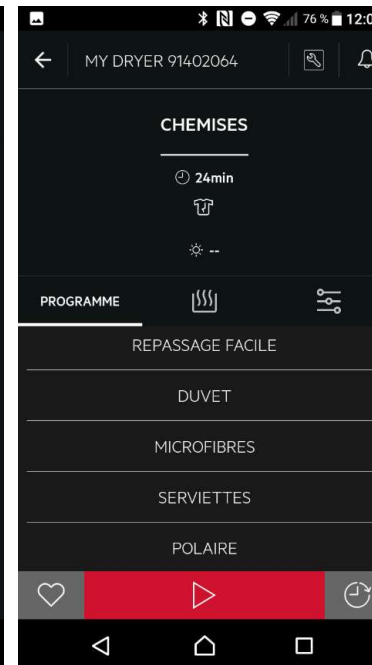 76 % 12:0
MY DRYER 91402064
CHEMISES
24min
--
PROGRAMME
REPASSAGE FACILE
DUVET
MICROFIBRES
SERVIETTES
POLAIRE